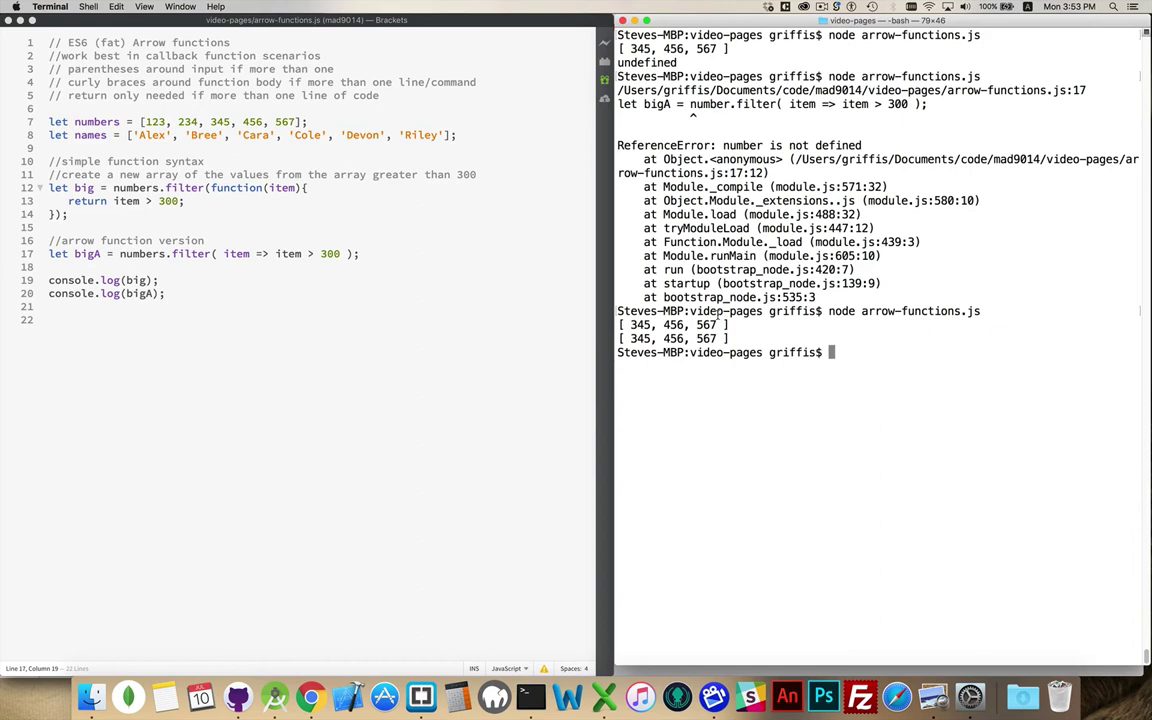 Terminal Shell Edit View Window Help 100% Mon 3:53 PM
video-pages/arrow-functions.js (mad9014) — Brackets
1 // ES6 (fat) Arrow functions
2 //work best in callback function scenarios
3 // parentheses around input if more than one
4 // curly braces around function body if more than one line/command
5 // return only needed if more than one line of code
6
7 let numbers = [123, 234, 345, 456, 567];
8 let names = ['Alex', 'Bree', 'Cara', 'Cole', 'Devon', 'Riley'];
9
10 //simple function syntax
11 //create a new array of the values from the array greater than 300
12 let big = numbers.filter(function(item){
13 return item > 300;
14 });
15
16 //arrow function version
17 let bigA = numbers.filter( item => item > 300 );
18
19 console.log(big);
20 console.log(bigA);
21
22
Line 17, Column 19 — 22 Lines
INS JavaScript Spaces: 4
video-pages — -bash — 79×46
Steves-MBP:video-pages griffis$ node arrow-functions.js
[ 345, 456, 567 ]
undefined
Steves-MBP:video-pages griffis$ node arrow-functions.js
/Users/griffis/Documents/code/mad9014/video-pages/arrow-functions.js:17
let bigA = number.filter( item => item > 300 );
^
ReferenceError: number is not defined
at Object.<anonymous> (/Users/griffis/Documents/code/mad9014/video-pages/ar
row-functions.js:17:12)
at Module._compile (module.js:571:32)
at Object.Module._extensions..js (module.js:580:10)
at Module.load (module.js:488:32)
at tryModuleLoad (module.js:447:12)
at Function.Module._load (module.js:439:3)
at Module.runMain (module.js:605:10)
at run (bootstrap_node.js:420:7)
at startup (bootstrap_node.js:139:9)
at bootstrap_node.js:535:3
Steves-MBP:video-pages griffis$ node arrow-functions.js
[ 345, 456, 567 ]
[ 345, 456, 567 ]
Steves-MBP:video-pages griffis$
10
An
Ps
FZ